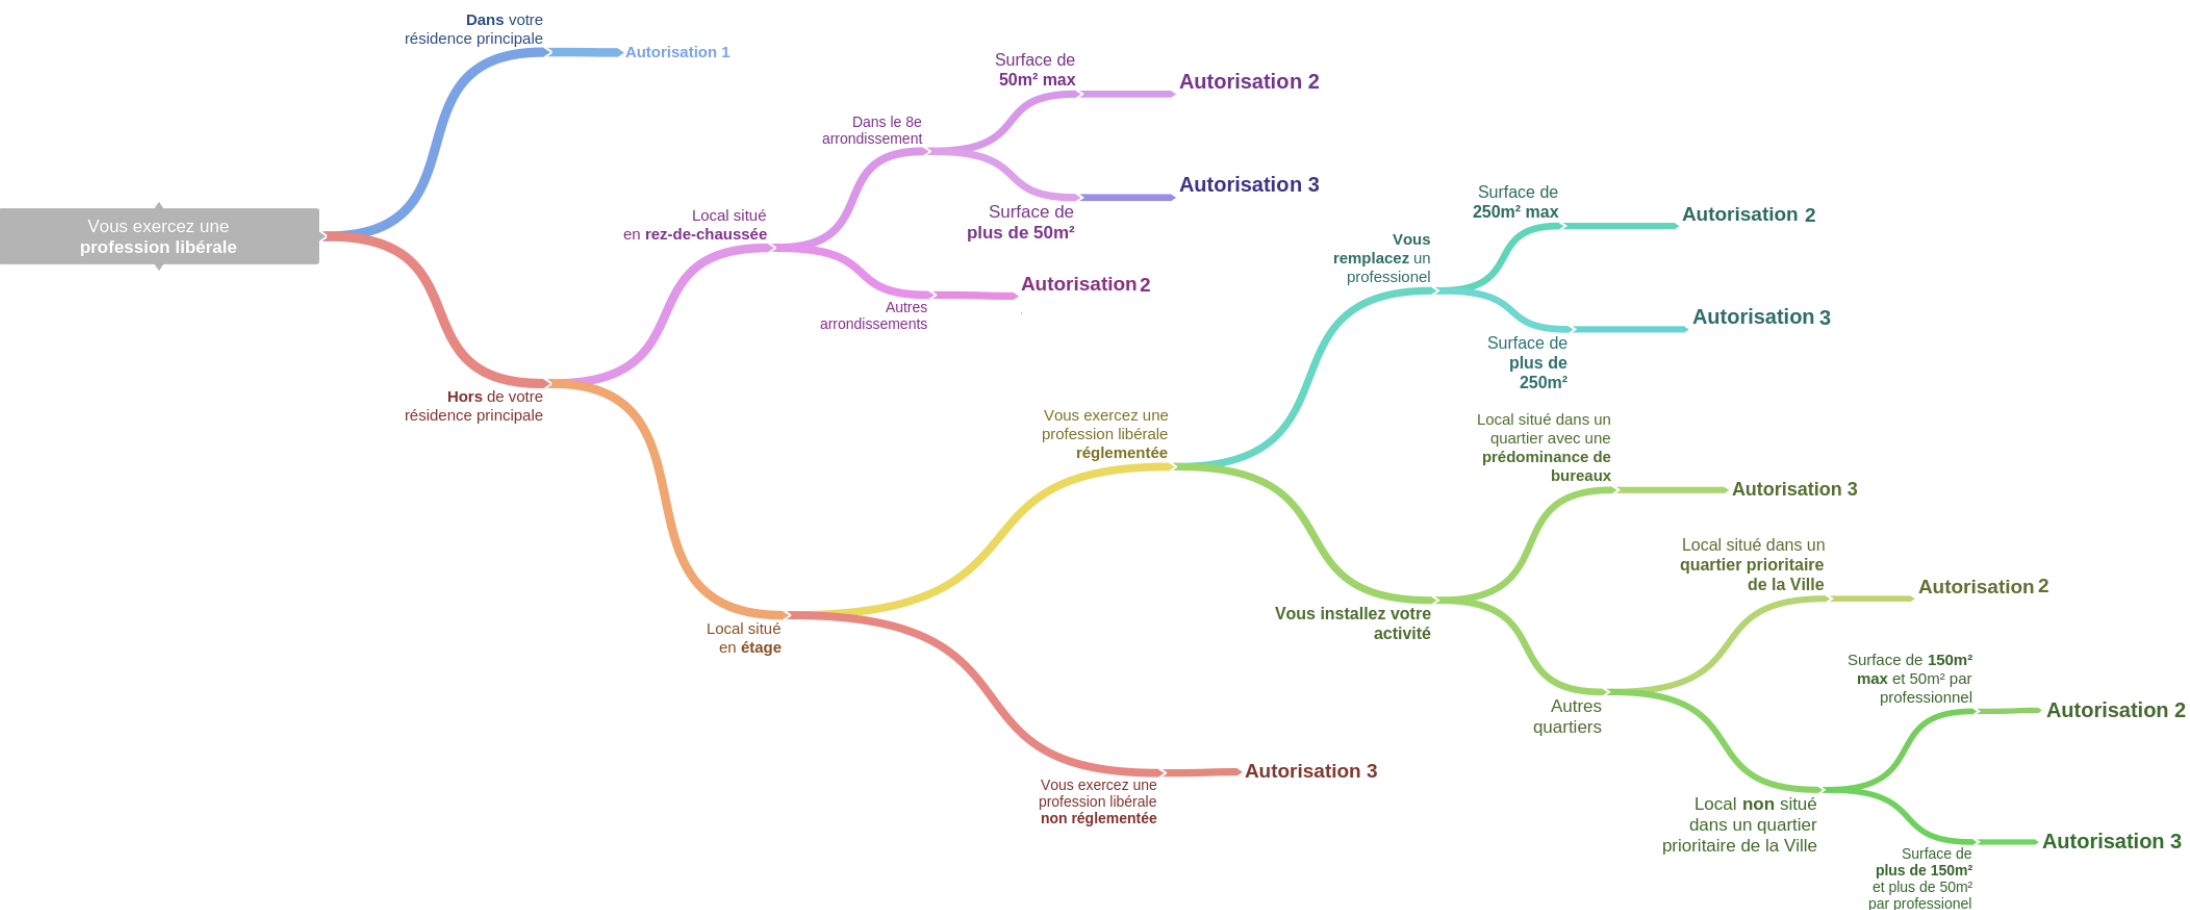 Dans votre
résidence principale
Autorisation 1
Vous exercez une
profession libérale
Hors de votre
résidence principale
Local situé
en rez-de-chaussée
Dans le 8e
arrondissement
Surface de
50m² max
Autorisation 2
Surface de
plus de 50m²
Autorisation 3
Autres
arrondissements
Autorisation 2
Local situé
en étage
Vous exercez une
profession libérale
réglementée
Vous
remplacez un
professionel
Surface de
250m² max
Autorisation 2
Surface de
plus de
250m²
Autorisation 3
Vous installez votre
activité
Local situé dans un
quartier avec une
prédominance de
bureaux
Autorisation 3
Autres
quartiers
Local situé dans un
quartier prioritaire
de la Ville
Autorisation 2
Local non situé
dans un quartier
prioritaire de la Ville
Surface de 150m²
max et 50m² par
professionnel
Autorisation 2
Surface de
plus de 150m²
et plus de 50m²
par professionel
Autorisation 3
Vous exercez une
profession libérale
non réglementée
Autorisation 3